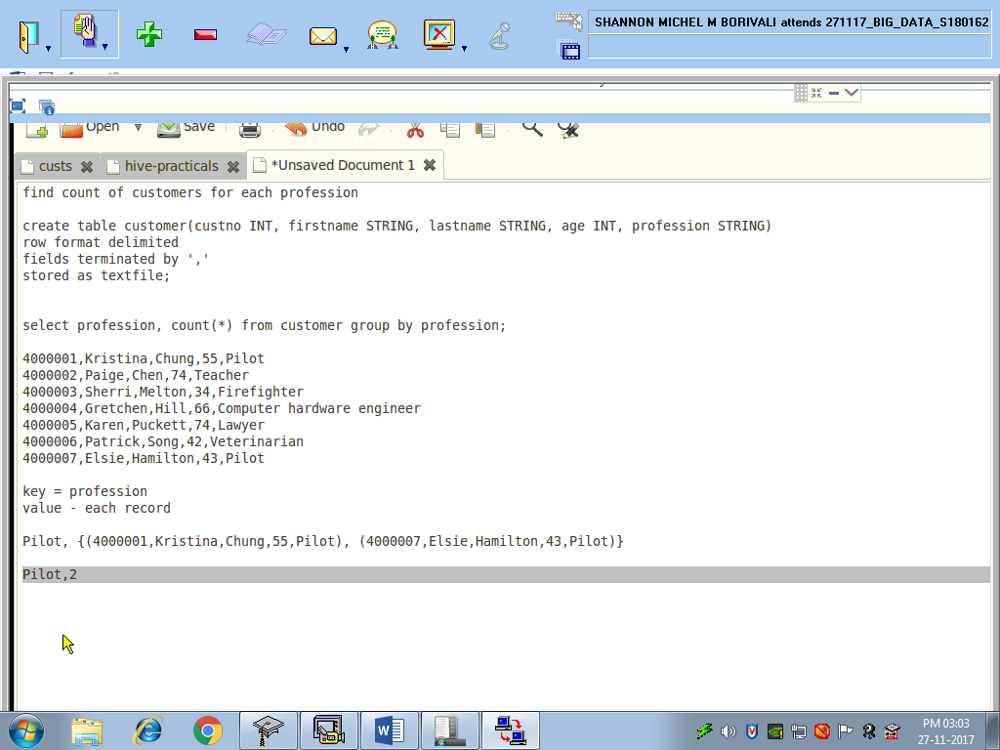 SHANNON MICHEL M BORIVALI attends 271117_BIG_DATA_S180162
Open Save Undo
custs hive-practicals *Unsaved Document 1
find count of customers for each profession
create table customer(custno INT, firstname STRING, lastname STRING, age INT, profession STRING)
row format delimited
fields terminated by ','
stored as textfile;
select profession, count(*) from customer group by profession;
4000001,Kristina,Chung,55,Pilot
4000002,Paige,Chen,74,Teacher
4000003,Sherri,Melton,34,Firefighter
4000004,Gretchen,Hill,66,Computer hardware engineer
4000005,Karen,Puckett,74,Lawyer
4000006,Patrick,Song,42,Veterinarian
4000007,Elsie,Hamilton,43,Pilot
key = profession
value - each record
Pilot, {(4000001,Kristina,Chung,55,Pilot), (4000007,Elsie,Hamilton,43,Pilot)}
Pilot,2
PM 03:03
27-11-2017